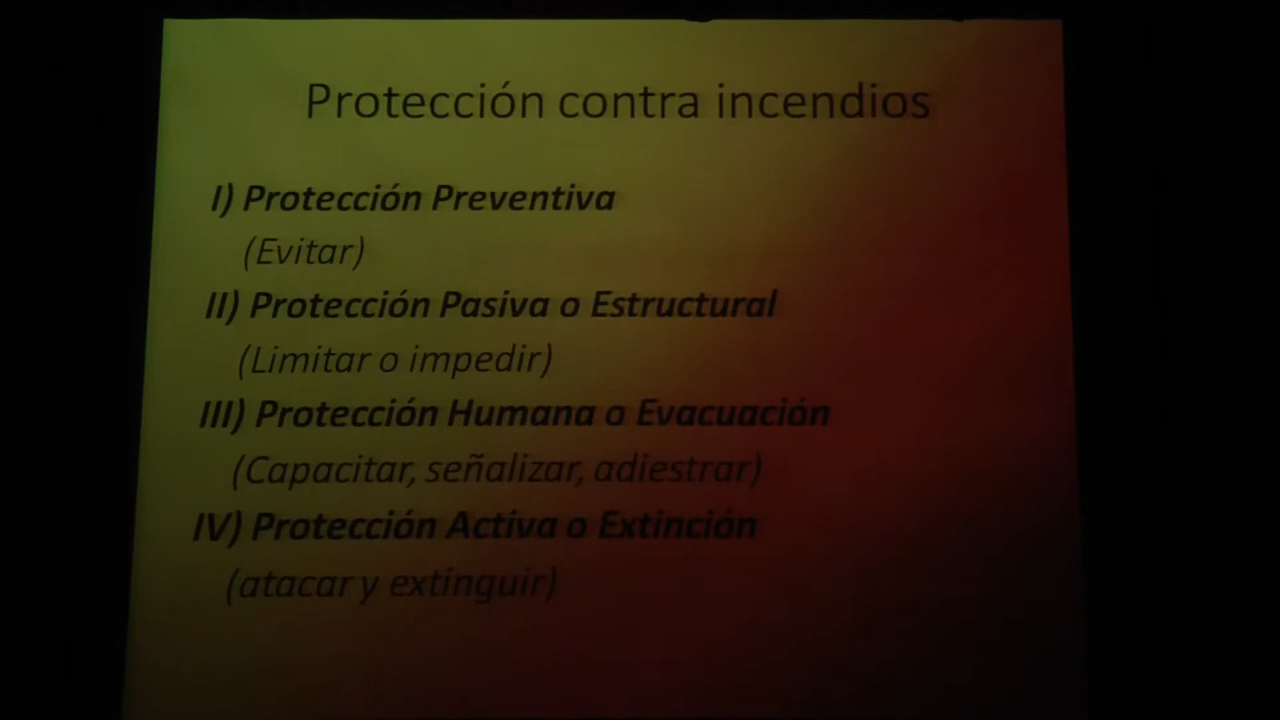 Protección contra incendios
I) Protección Preventiva
(Evitar)
II) Protección Pasiva o Estructural
(Limitar o impedir)
III) Protección Humana o Evacuación
(Capacitar, señalizar, adiestrar)
IV) Protección Activa o Extinción
(atacar y extinguir)